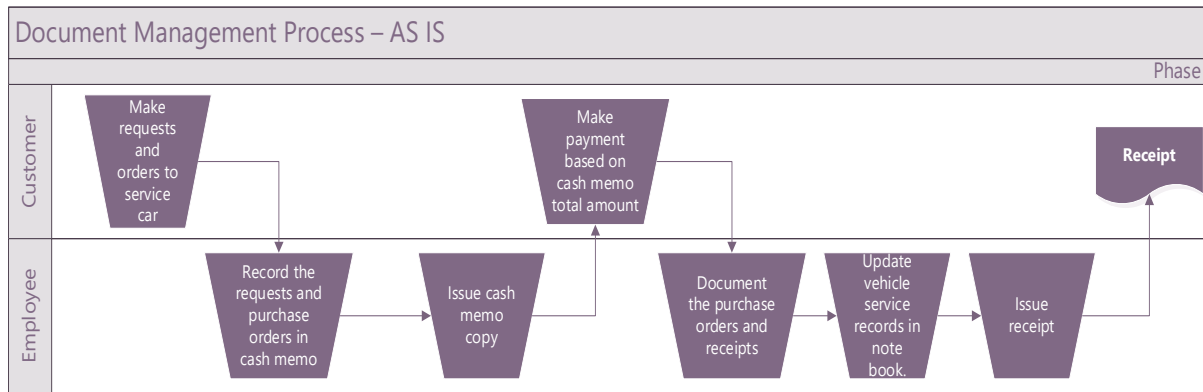 Document Management Process – AS IS
Phase
Customer
Make
requests
and
orders to
service
car
Make
payment
based on
cash memo
total amount
Receipt
Employee
Record the
requests and
purchase
orders in
cash memo
Issue cash
memo
copy
Document
the purchase
orders and
receipts
Update
vehicle
service
records in
note
book.
Issue
receipt